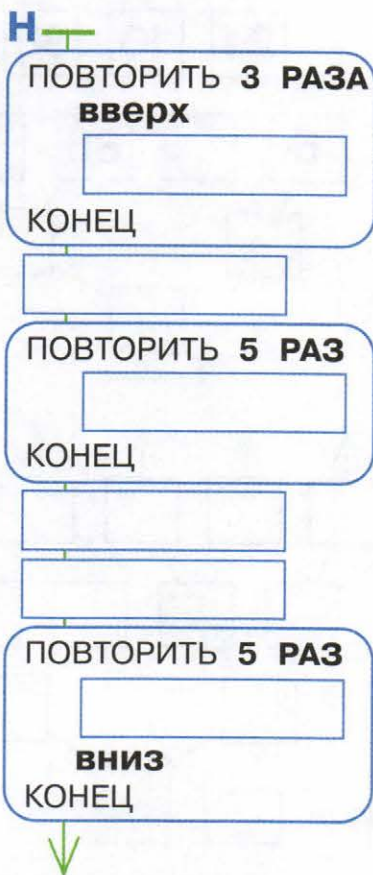 Н
ПОВТОРИТЬ 3 РАЗА
вверх
КОНЕЦ
ПОВТОРИТЬ 5 РАЗ
КОНЕЦ
ПОВТОРИТЬ 5 РАЗ
вниз
КОНЕЦ